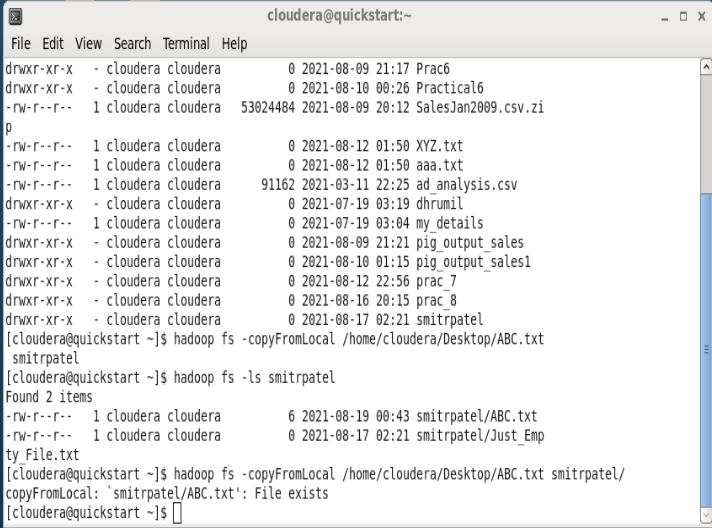 cloudera@quickstart:~
File Edit View Search Terminal Help
drwxr-xr-x   - cloudera cloudera          0 2021-08-09 21:17 Prac6
drwxr-xr-x   - cloudera cloudera          0 2021-08-10 00:26 Practical6
-rw-r--r--   1 cloudera cloudera   53024484 2021-08-09 20:12 SalesJan2009.csv.zi
p
-rw-r--r--   1 cloudera cloudera          0 2021-08-12 01:50 XYZ.txt
-rw-r--r--   1 cloudera cloudera          0 2021-08-12 01:50 aaa.txt
-rw-r--r--   1 cloudera cloudera      91162 2021-03-11 22:25 ad_analysis.csv
drwxr-xr-x   - cloudera cloudera          0 2021-07-19 03:19 dhrumil
-rw-r--r--   1 cloudera cloudera          0 2021-07-19 03:04 my_details
drwxr-xr-x   - cloudera cloudera          0 2021-08-09 21:21 pig_output_sales
drwxr-xr-x   - cloudera cloudera          0 2021-08-10 01:15 pig_output_sales1
drwxr-xr-x   - cloudera cloudera          0 2021-08-12 22:56 prac_7
drwxr-xr-x   - cloudera cloudera          0 2021-08-16 20:15 prac_8
drwxr-xr-x   - cloudera cloudera          0 2021-08-17 02:21 smitrpatel
[cloudera@quickstart ~]$ hadoop fs -copyFromLocal /home/cloudera/Desktop/ABC.txt
 smitrpatel
[cloudera@quickstart ~]$ hadoop fs -ls smitrpatel
Found 2 items
-rw-r--r--   1 cloudera cloudera          6 2021-08-19 00:43 smitrpatel/ABC.txt
-rw-r--r--   1 cloudera cloudera          0 2021-08-17 02:21 smitrpatel/Just_Emp
ty_File.txt
[cloudera@quickstart ~]$ hadoop fs -copyFromLocal /home/cloudera/Desktop/ABC.txt smitrpatel/
copyFromLocal: `smitrpatel/ABC.txt': File exists
[cloudera@quickstart ~]$